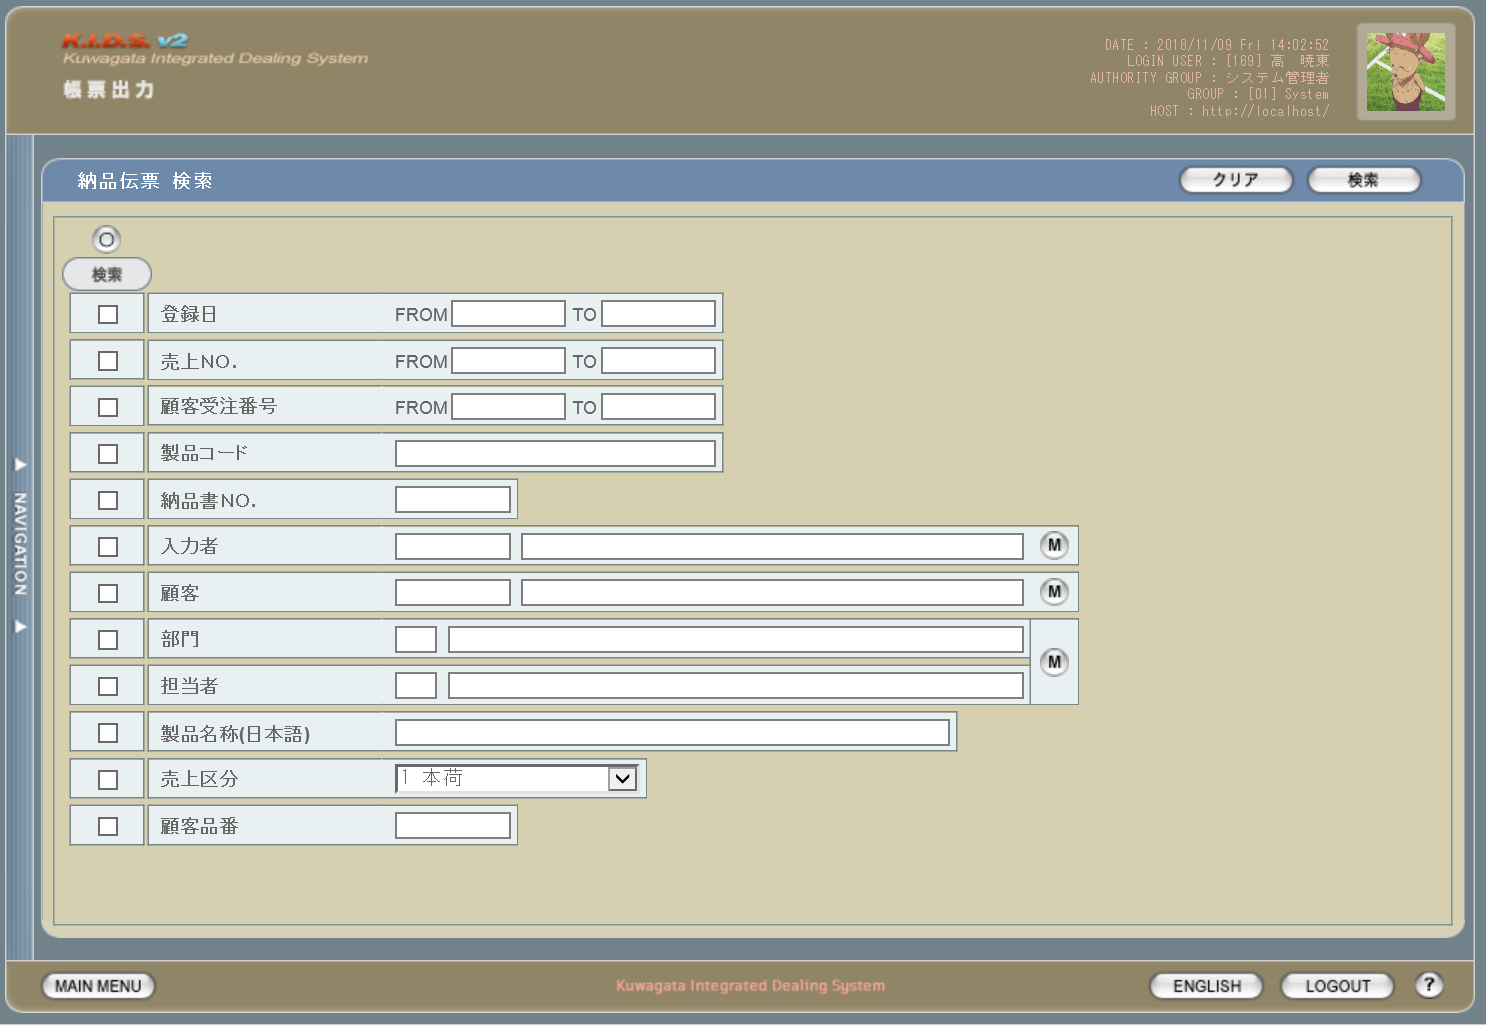 K.I.D.S. v2
Kuwagata Integrated Dealing System
帳票出力
DATE : 2018/11/09 Fri 14:02:52
LOGIN USER : [169] 高　暁東
AUTHORITY GROUP : システム管理者
GROUP : [01] System
HOST : http://localhost/
納品伝票 検索
クリア
検索
検索
登録日 FROM TO
売上NO. FROM TO
顧客受注番号 FROM TO
製品コード
納品書NO.
入力者 M
顧客 M
部門 M
担当者
製品名称(日本語)
売上区分 1 本荷
顧客品番
NAVIGATION
MAIN MENU
Kuwagata Integrated Dealing System
ENGLISH
LOGOUT
?